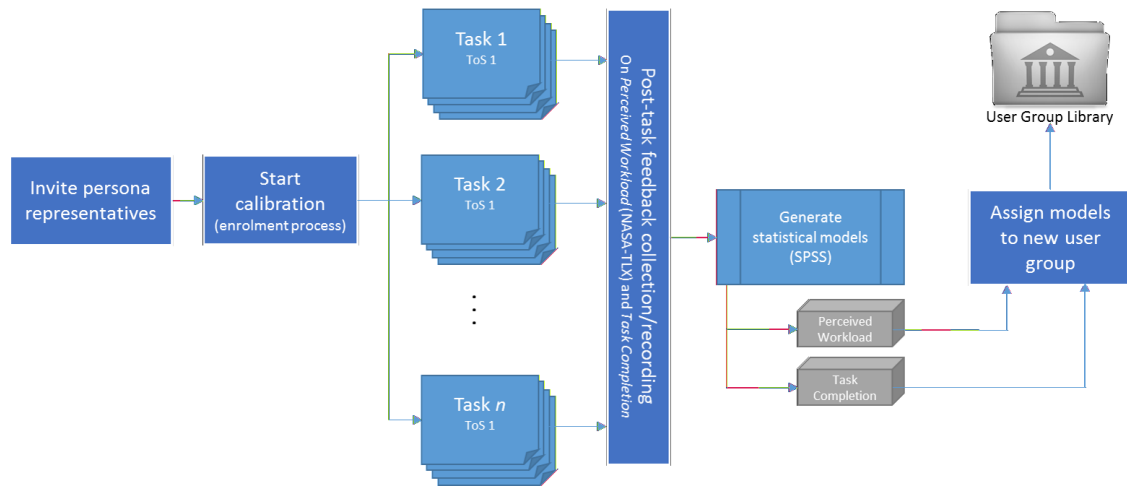 Invite persona
representatives
Start
calibration
(enrolment process)
Task 1
ToS 1
Task 2
ToS 1
⋮
Task n
ToS 1
Post-task feedback collection/recording
On Perceived Workload (NASA-TLX) and Task Completion
Generate
statistical models
(SPSS)
Perceived
Workload
Task
Completion
Assign models
to new user
group
User Group Library